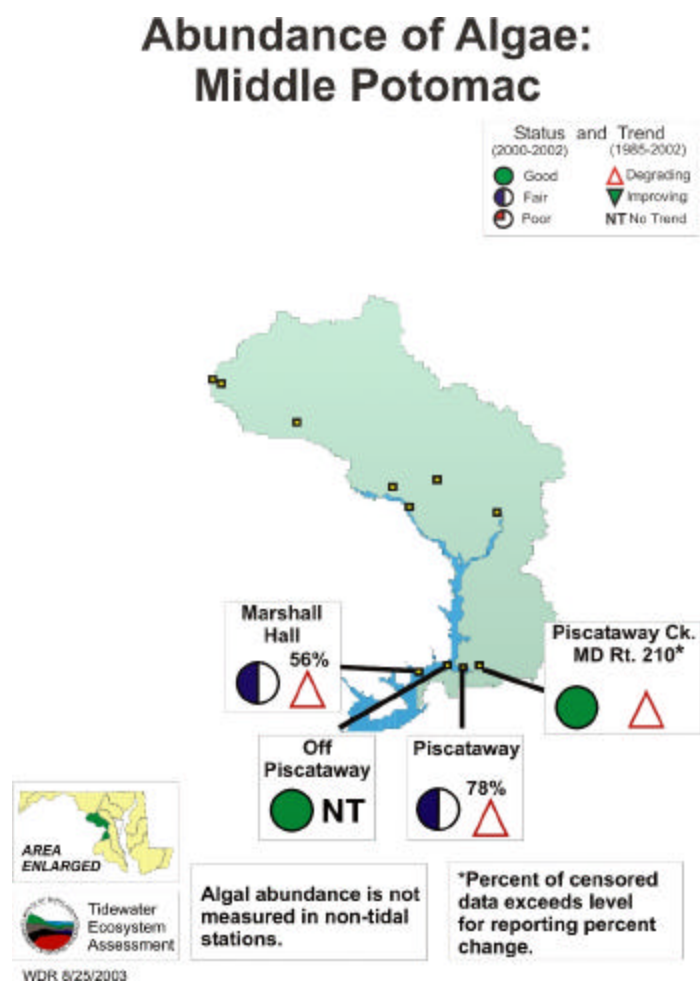 Abundance of Algae:
Middle Potomac
Status and Trend
(2000-2002) (1985-2002)
Good Degrading
Fair Improving
Poor NT No Trend
Marshall
Hall
56%
Piscataway Ck.
MD Rt. 210*
Off
Piscataway
NT
Piscataway
78%
AREA
ENLARGED
Tidewater
Ecosystem
Assessment
Algal abundance is not
measured in non-tidal
stations.
*Percent of censored
data exceeds level
for reporting percent
change.
WDR 8/25/2003